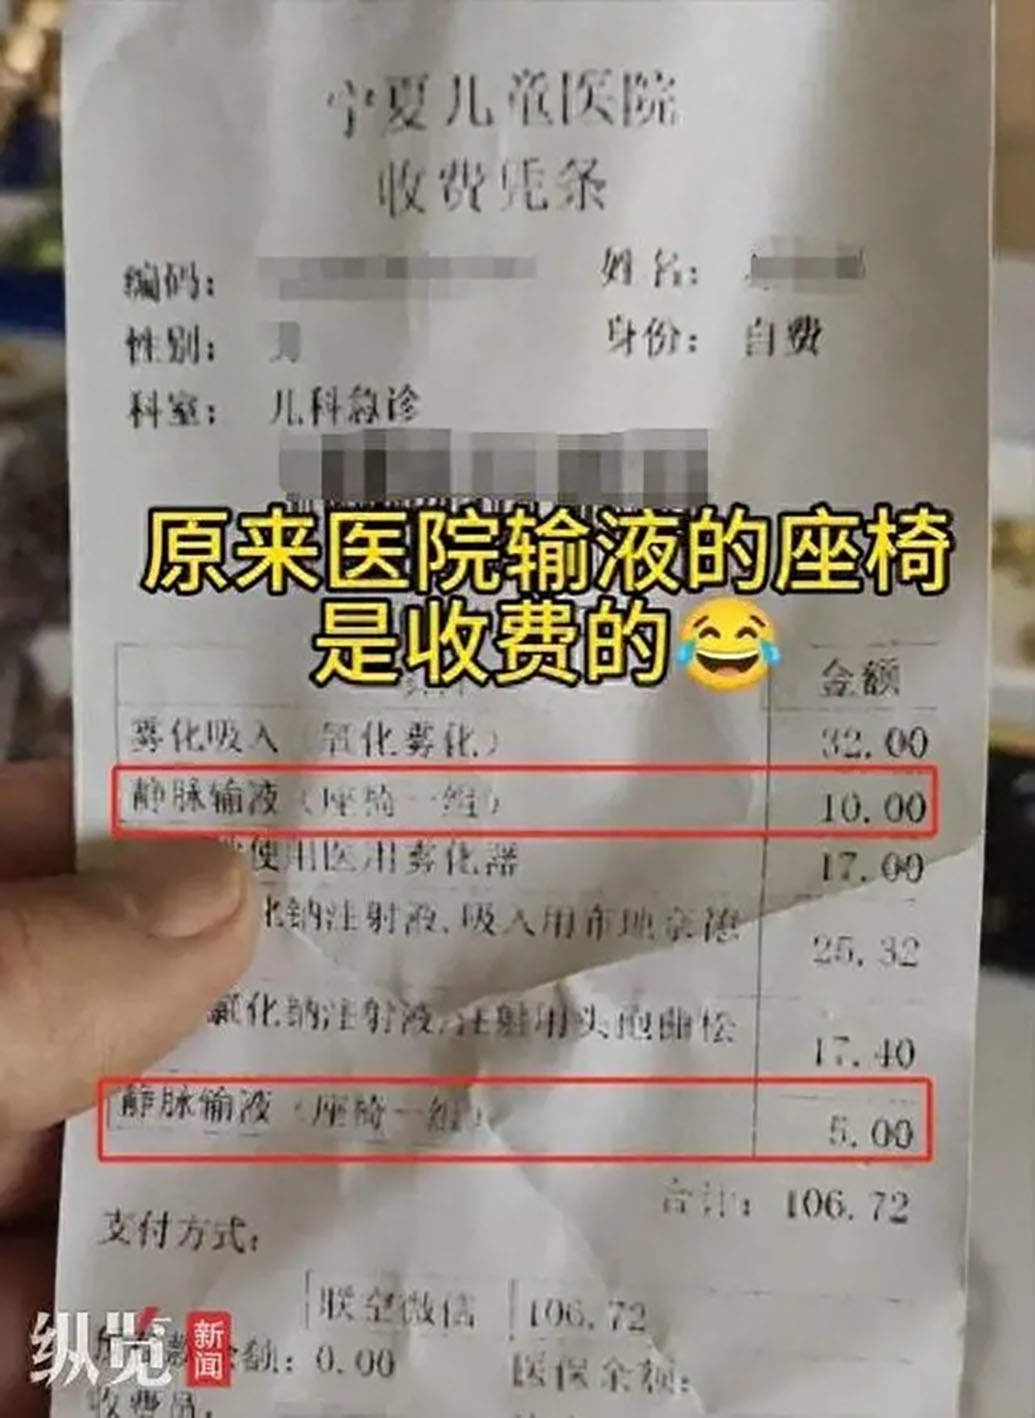 宁夏儿童医院
收费凭条
编码： 姓名：
性别：男 身份：自费
科室：儿科急诊
原来医院输液的座椅
是收费的😂
金额
雾化吸入（氧化雾化） 32.00
静脉输液（座椅一组） 10.00
使用医用雾化器 17.00
化钠注射液,吸入用布地奈德 25.32
氯化钠注射液,注射用头孢曲松 17.40
静脉输液（座椅一组） 5.00
合计：106.72
支付方式：
微信 106.72
额：0.00 医保余额：
收费员：
纵览 新闻